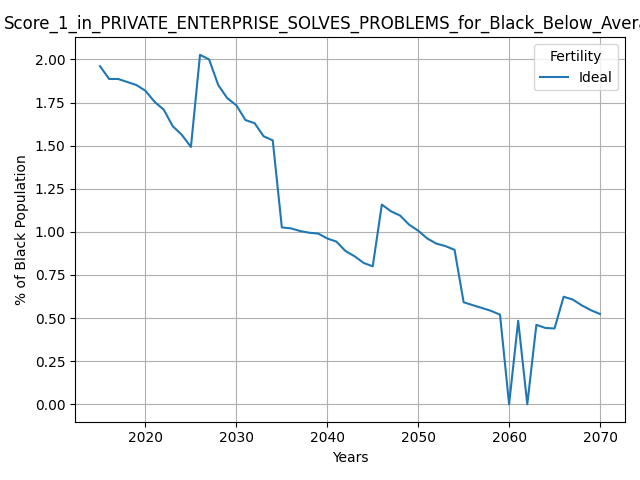 Score_1_in_PRIVATE_ENTERPRISE_SOLVES_PROBLEMS_for_Black_Below_Aver
Fertility
Ideal
% of Black Population
2.00
1.75
1.50
1.25
1.00
0.75
0.50
0.25
0.00
2020 2030 2040 2050 2060 2070
Years